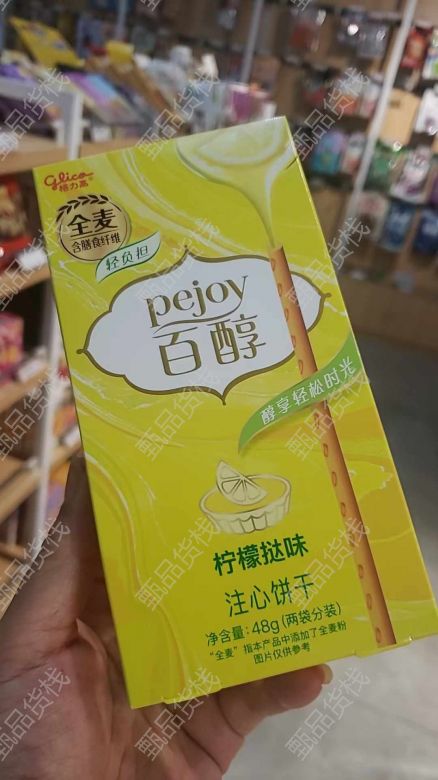 glico
格力高
全麦
含膳食纤维
轻负担
pejoy
百醇
醇享轻松时光
柠檬挞味
注心饼干
净含量:48g(两袋分装)
“全麦”指本产品中添加了全麦粉
图片仅供参考
甄品货栈